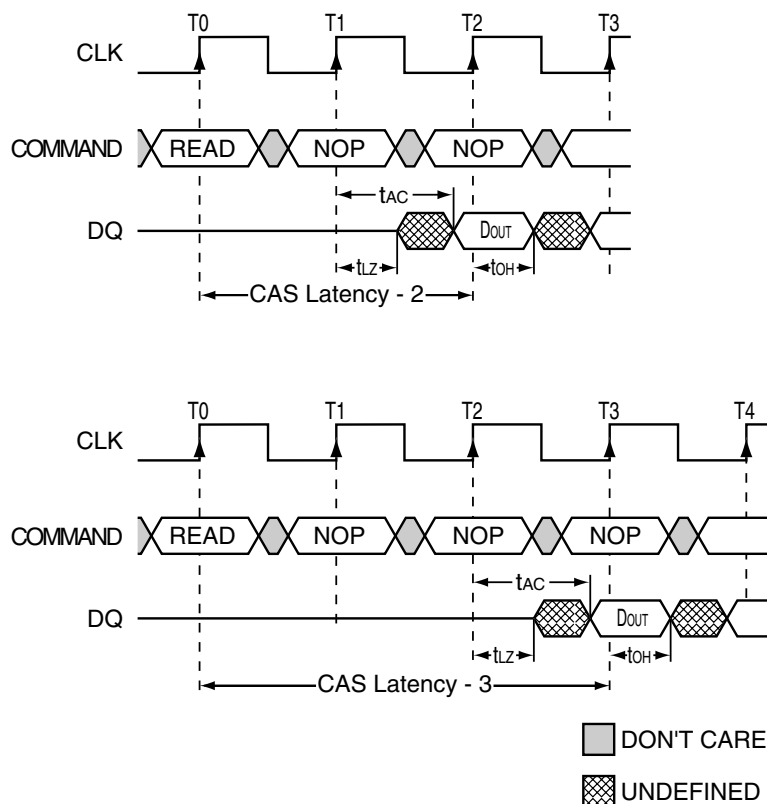 T0 T1 T2 T3
CLK
COMMAND READ NOP NOP
tAC
DQ DOUT
tLZ tOH
CAS Latency - 2
T0 T1 T2 T3 T4
CLK
COMMAND READ NOP NOP NOP
tAC
DQ DOUT
tLZ tOH
CAS Latency - 3
DON'T CARE
UNDEFINED